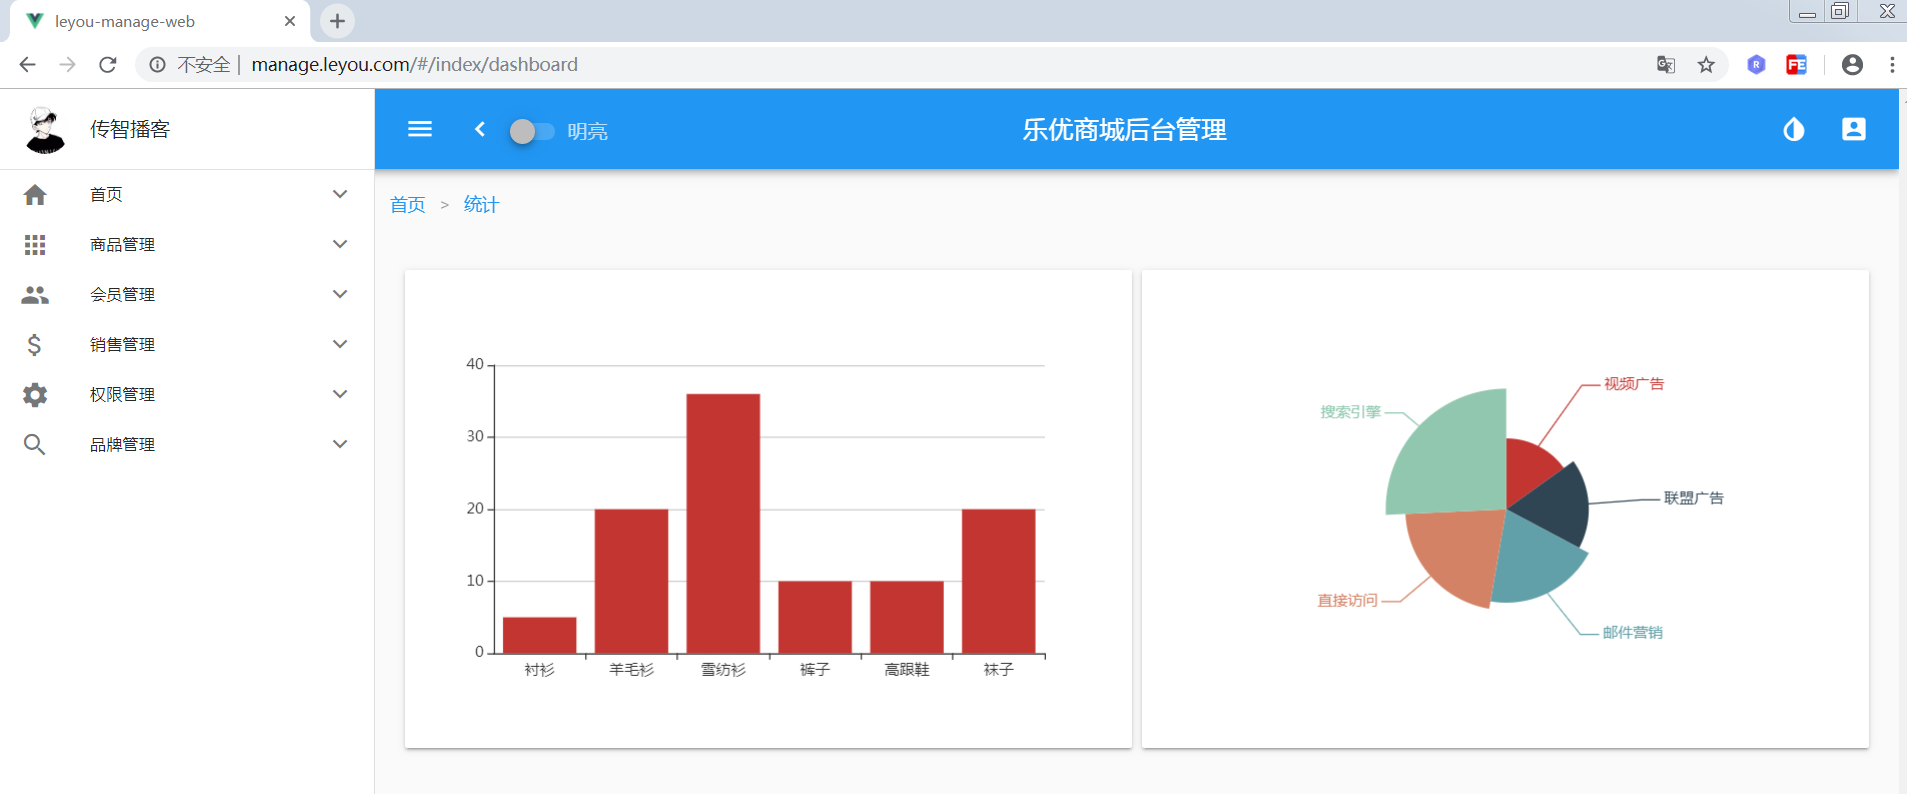 leyou-manage-web
不安全 | manage.leyou.com/#/index/dashboard
传智播客
明亮
乐优商城后台管理
首页
商品管理
会员管理
销售管理
权限管理
品牌管理
首页 > 统计
40
30
20
10
0
衬衫 羊毛衫 雪纺衫 裤子 高跟鞋 袜子
视频广告
搜索引擎
联盟广告
直接访问
邮件营销